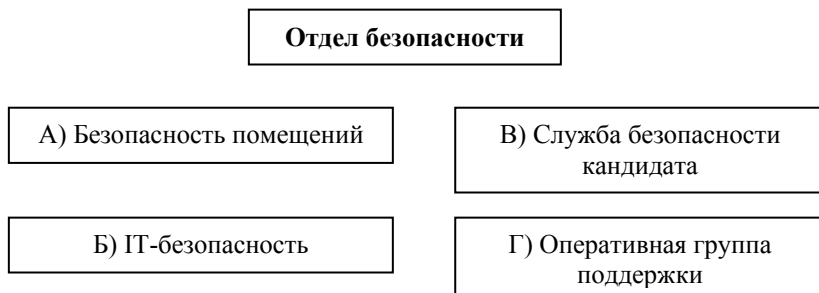 Отдел безопасности
А) Безопасность помещений
В) Служба безопасности
кандидата
Б) IT-безопасность
Г) Оперативная группа
поддержки